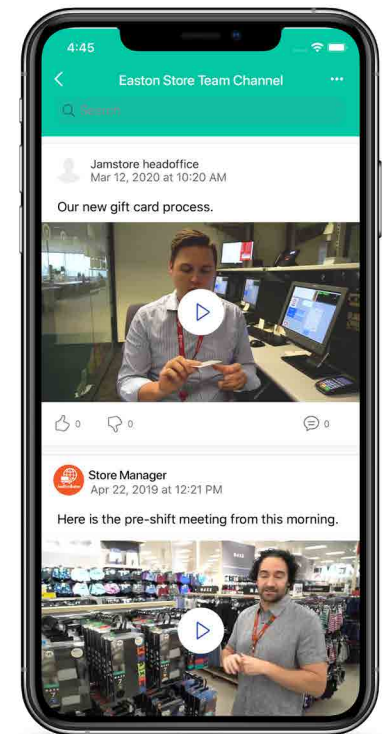 4:45
Easton Store Team Channel
Search
Jamstore headoffice
Mar 12, 2020 at 10:20 AM
Our new gift card process.
0 0 0
Store Manager
Apr 22, 2019 at 12:21 PM
Here is the pre-shift meeting from this morning.